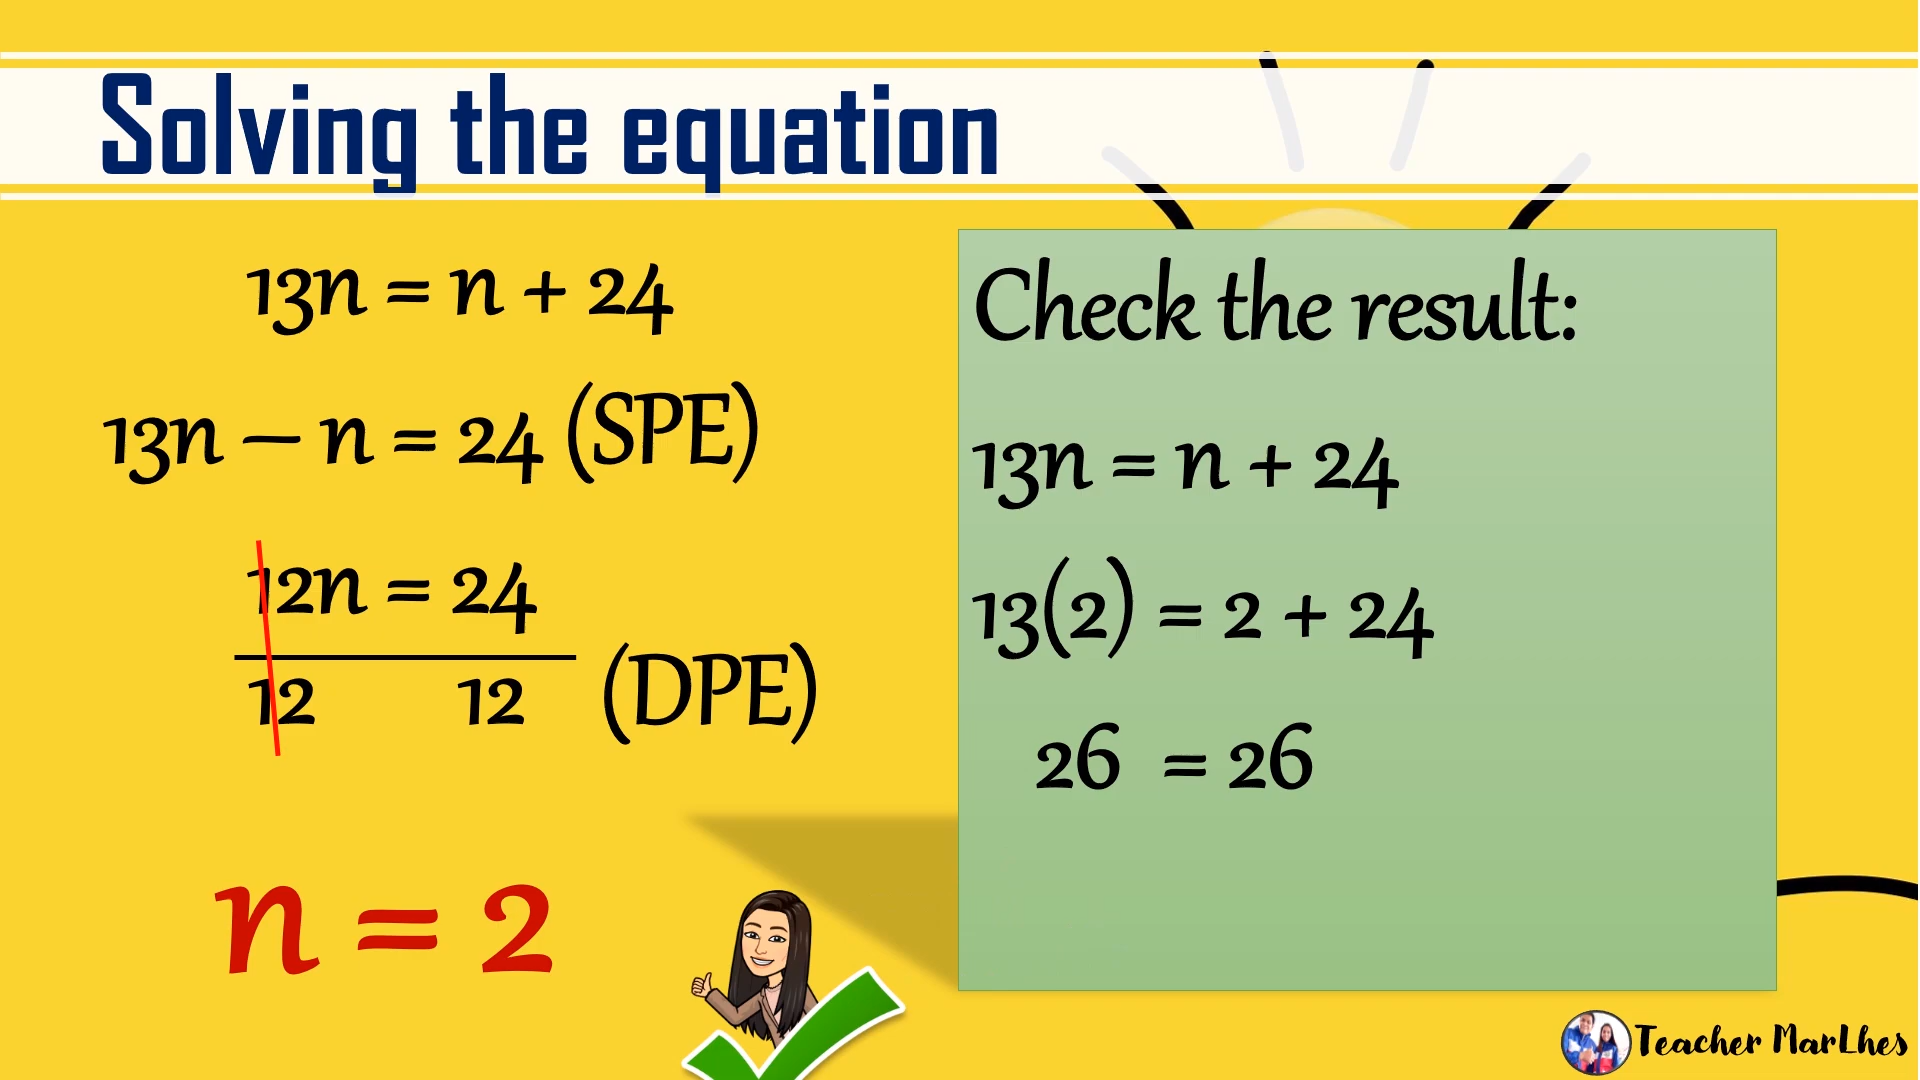 Solving the equation
13n = n + 24
13n – n = 24 (SPE)
12n = 24
12 12 (DPE)
n = 2
Check the result:
13n = n + 24
13(2) = 2 + 24
26 = 26
Teacher MarLhes